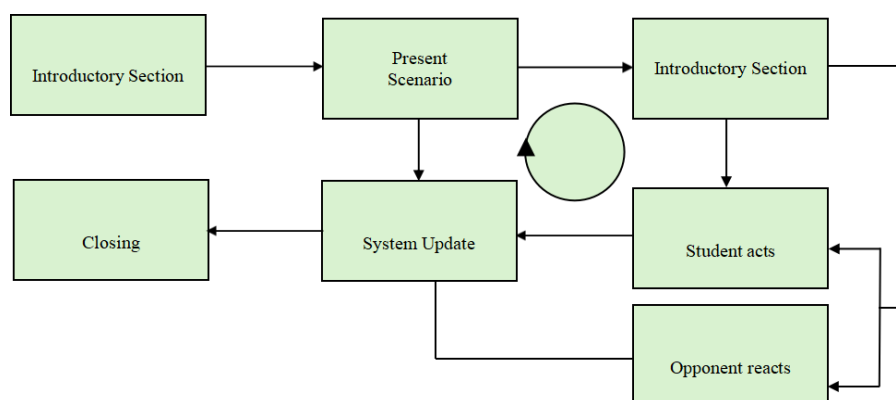 Introductory Section
Present
Scenario
Introductory Section
Closing
System Update
Student acts
Opponent reacts